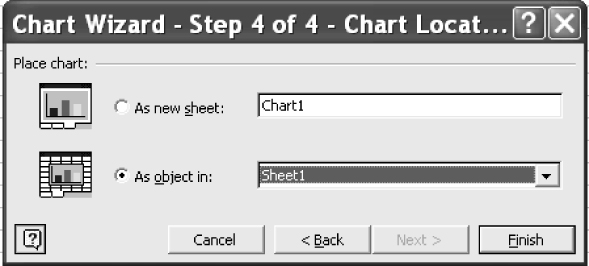 Chart Wizard - Step 4 of 4 - Chart Locat... ? X
Place chart:
As new sheet: Chart1
As object in: Sheet1
? Cancel < Back Next > Finish